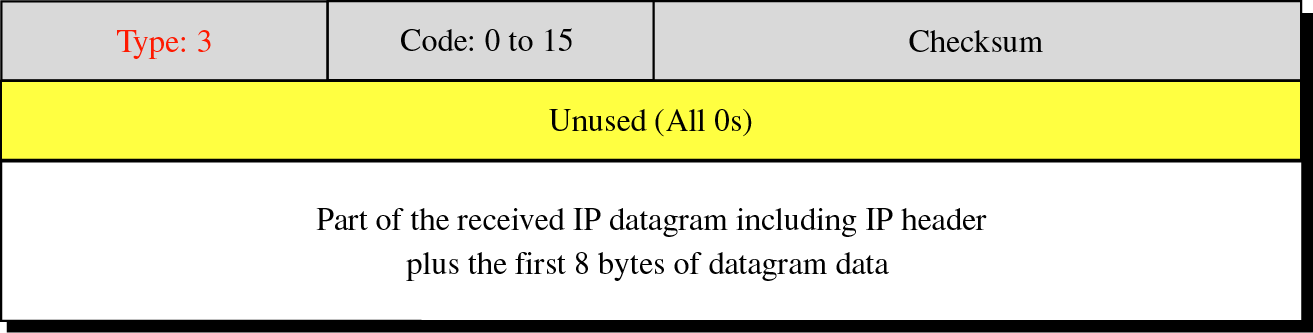 Type: 3
Code: 0 to 15
Checksum
Unused (All 0s)
Part of the received IP datagram including IP header
plus the first 8 bytes of datagram data